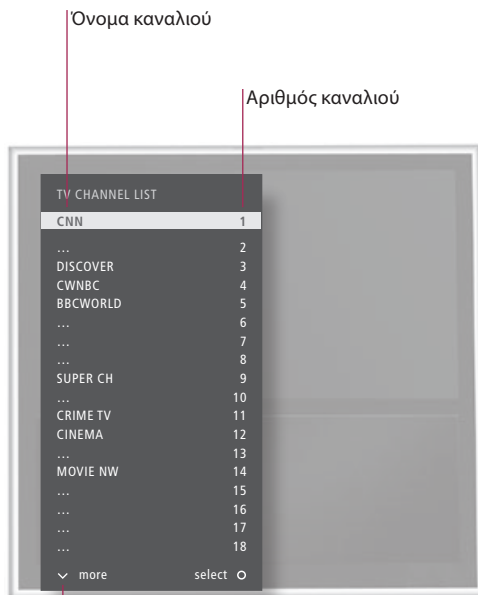 Όνομα καναλιού
Αριθμός καναλιού
TV CHANNEL LIST
CNN 1
... 2
DISCOVER 3
CWNBC 4
BBCWORLD 5
... 6
... 7
... 8
SUPER CH 9
... 10
CRIME TV 11
CINEMA 12
... 13
MOVIE NW 14
... 15
... 16
... 17
... 18
more select